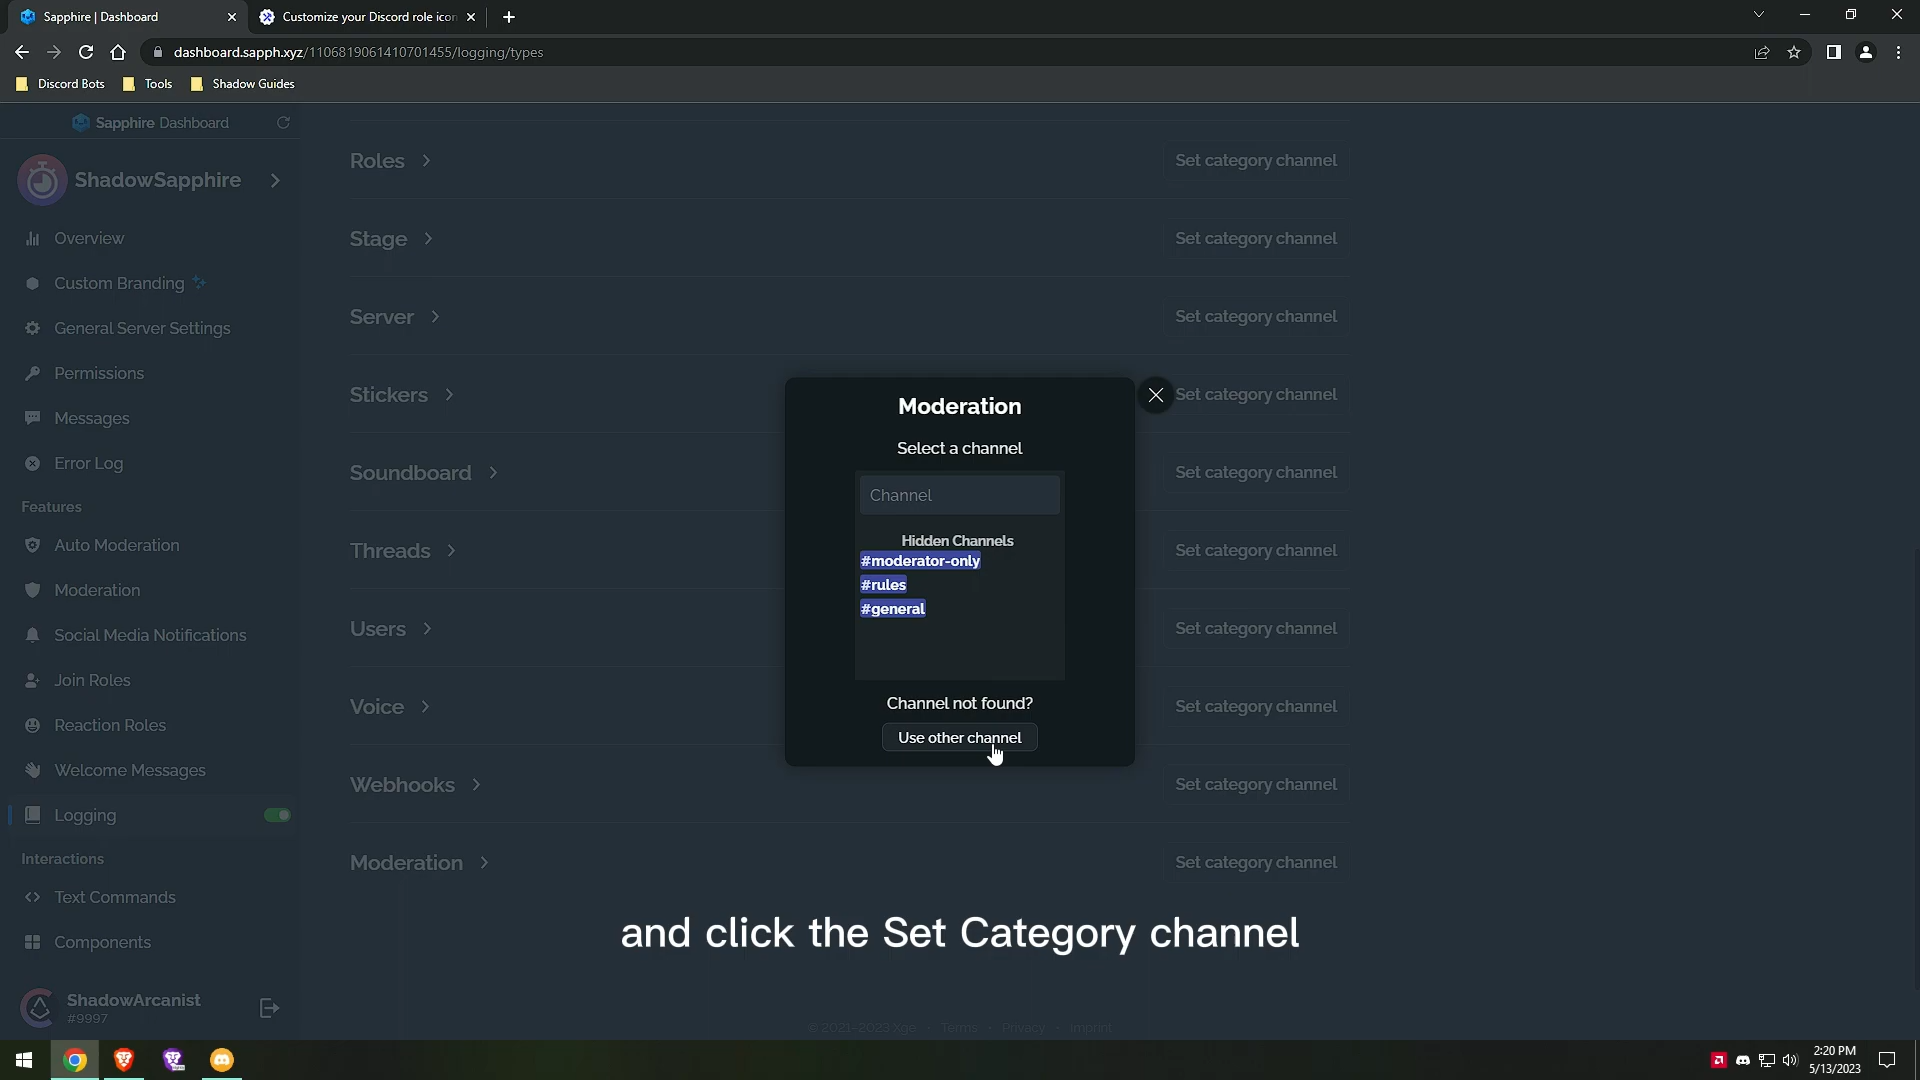 Sapphire | Dashboard
Customize your Discord role icon
dashboard.sapph.xyz/1106819061410701455/logging/types
Discord Bots
Tools
Shadow Guides
Sapphire Dashboard
ShadowSapphire
Overview
Custom Branding
General Server Settings
Permissions
Messages
Error Log
Features
Auto Moderation
Moderation
Social Media Notifications
Join Roles
Reaction Roles
Welcome Messages
Logging
Interactions
Text Commands
Components
ShadowArcanist
#9997
Roles
Set category channel
Stage
Set category channel
Server
Set category channel
Stickers
Set category channel
Soundboard
Set category channel
Threads
Set category channel
Users
Set category channel
Voice
Set category channel
Webhooks
Set category channel
Moderation
Set category channel
Moderation
Select a channel
Channel
Hidden Channels
#moderator-only
#rules
#general
Channel not found?
Use other channel
and click the Set Category channel
© 2021-2023 Xge - Terms - Privacy - Imprint
2:20 PM
5/13/2023